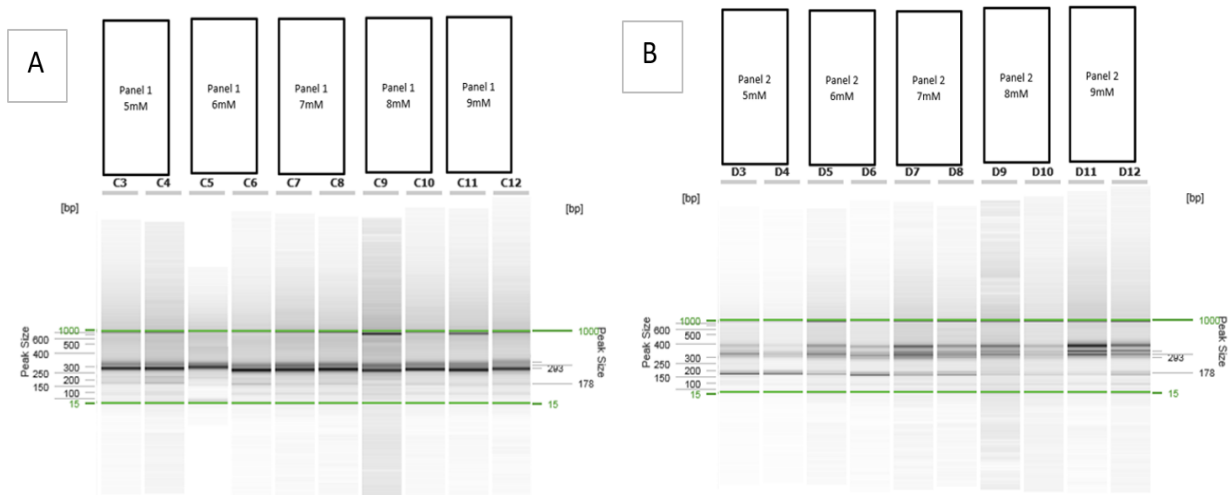 A
Panel 1
5mM
Panel 1
6mM
Panel 1
7mM
Panel 1
8mM
Panel 1
9mM
C3 C4 C5 C6 C7 C8 C9 C10 C11 C12
[bp] [bp]
Peak Size
1000
600
500
400
300
250
200
150
100
15
1000
293
178
15
Peak Size
B
Panel 2
5mM
Panel 2
6mM
Panel 2
7mM
Panel 2
8mM
Panel 2
9mM
D3 D4 D5 D6 D7 D8 D9 D10 D11 D12
[bp] [bp]
Peak Size
1000
600
500
400
300
250
200
150
100
15
1000
293
178
15
Peak Size